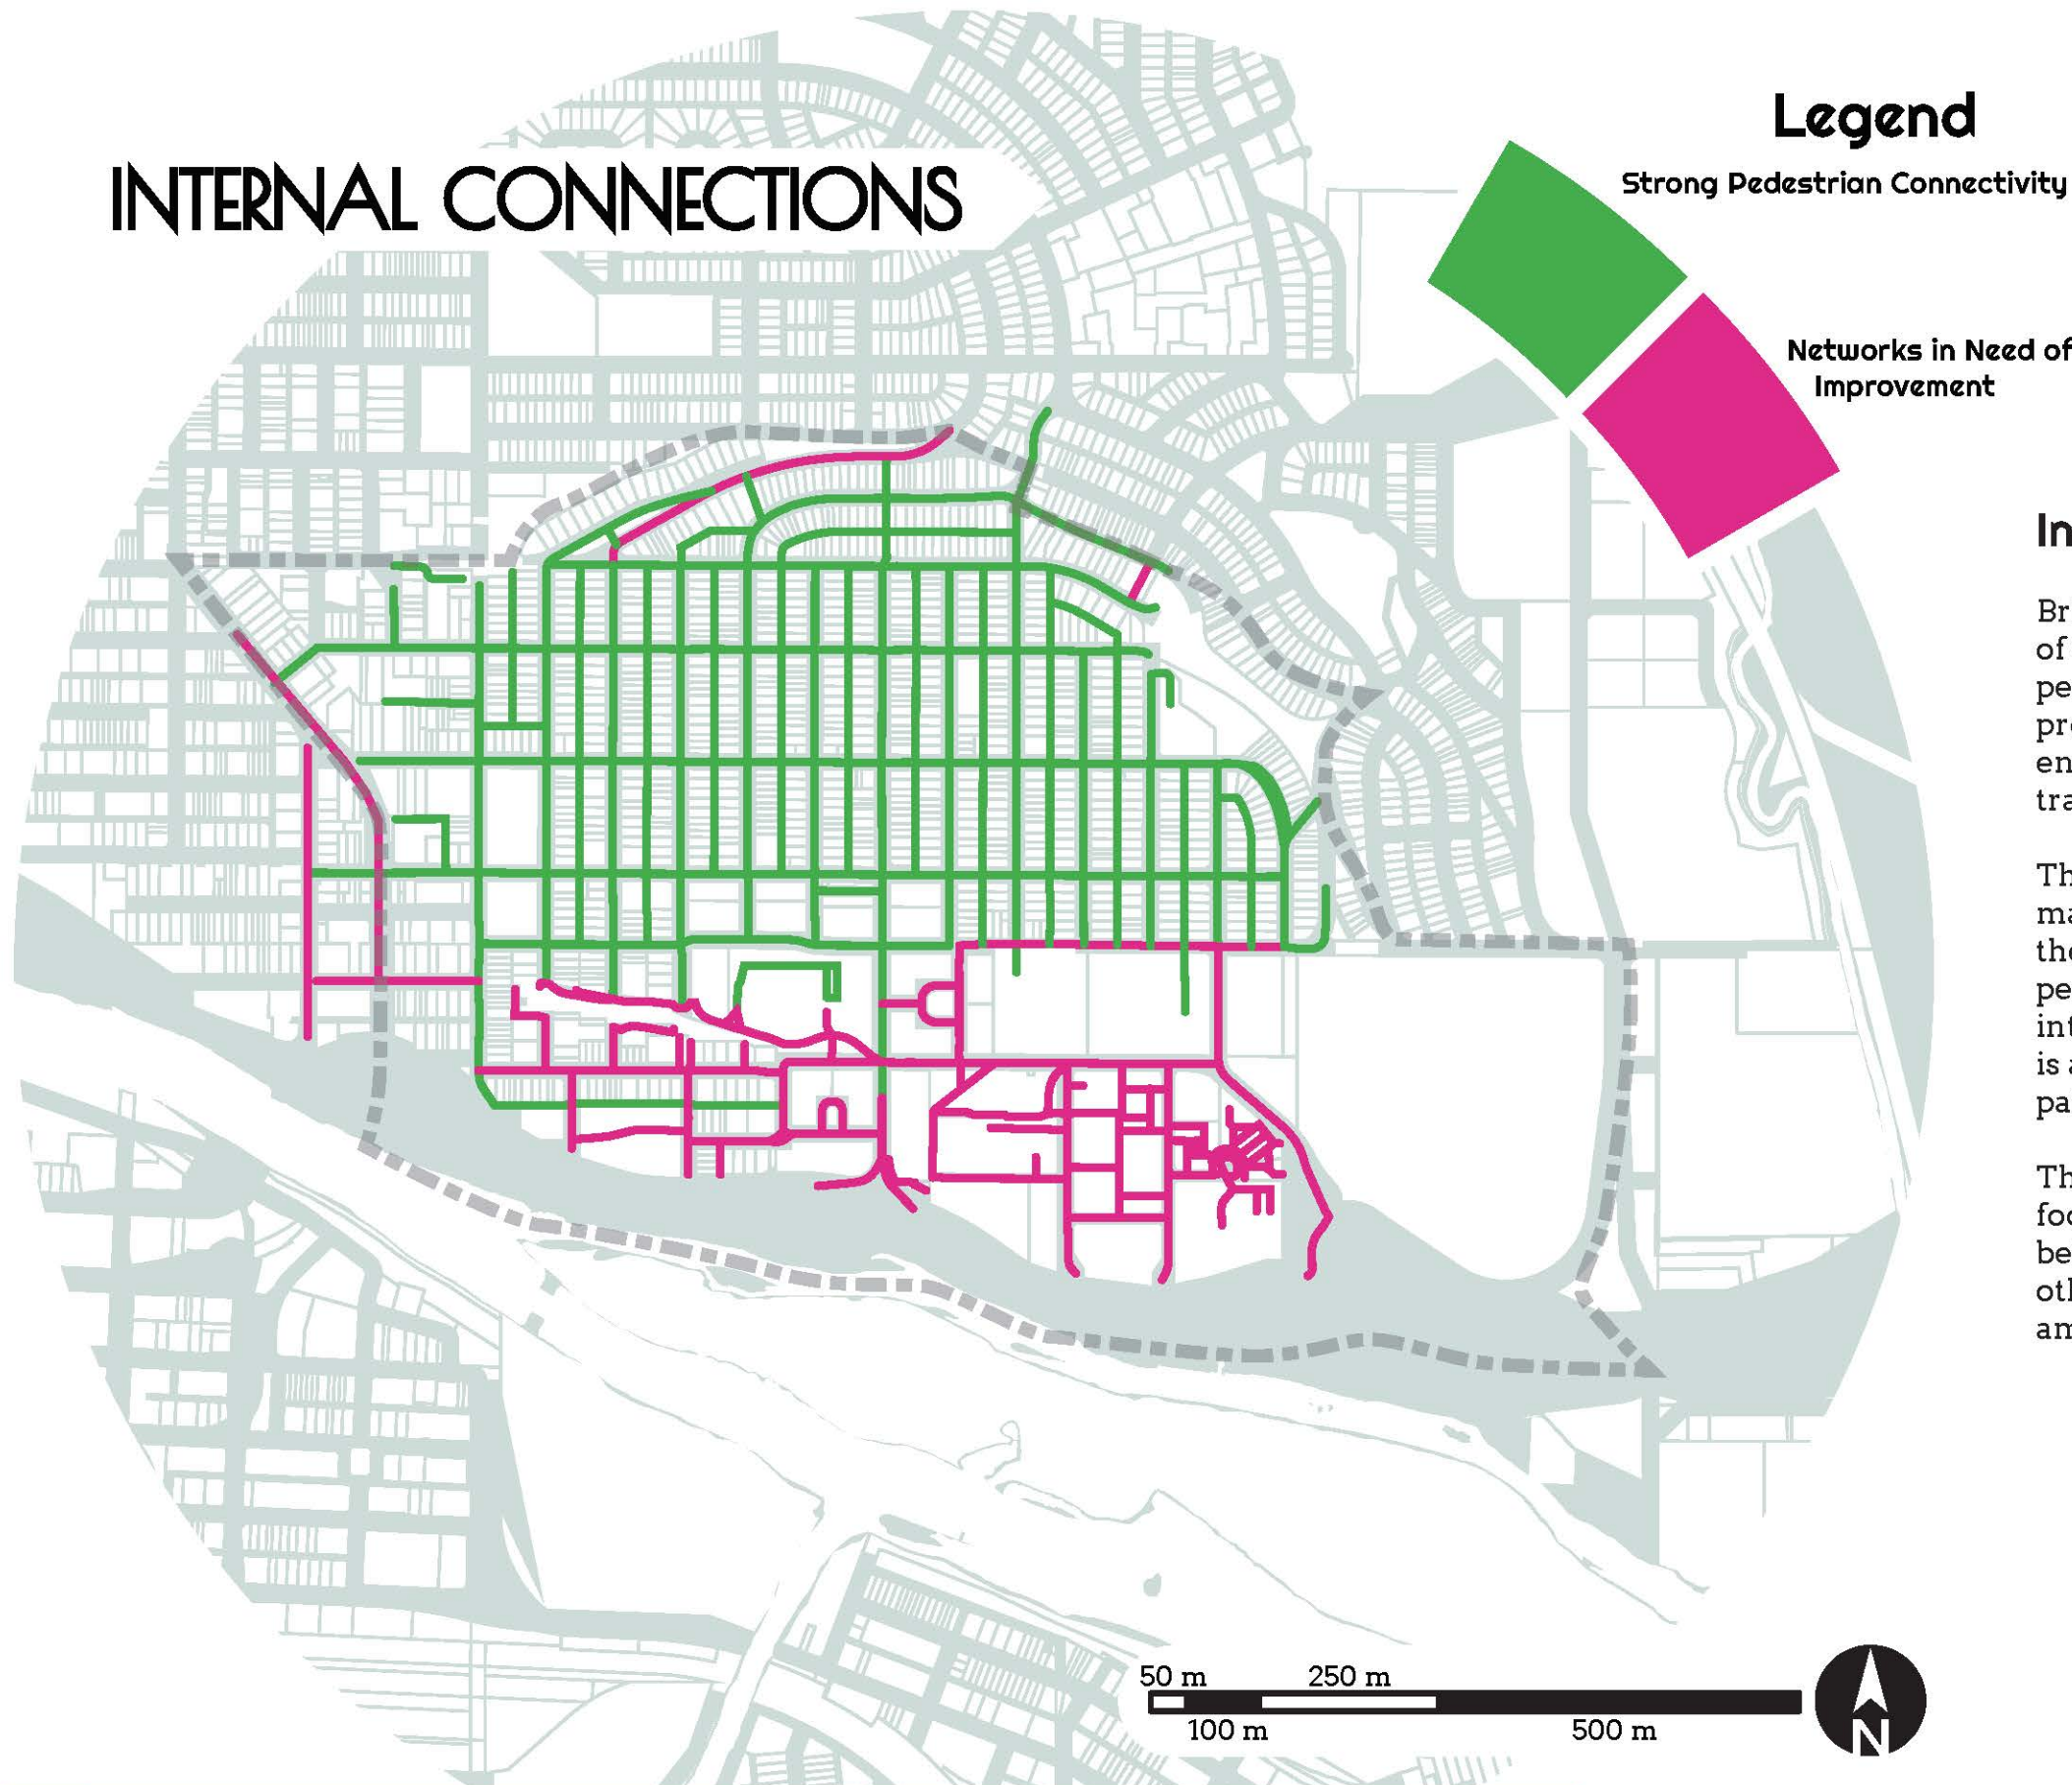 INTERNAL CONNECTIONS
Legend
Strong Pedestrian Connectivity
Networks in Need of
Improvement
50 m
250 m
100 m
500 m
N